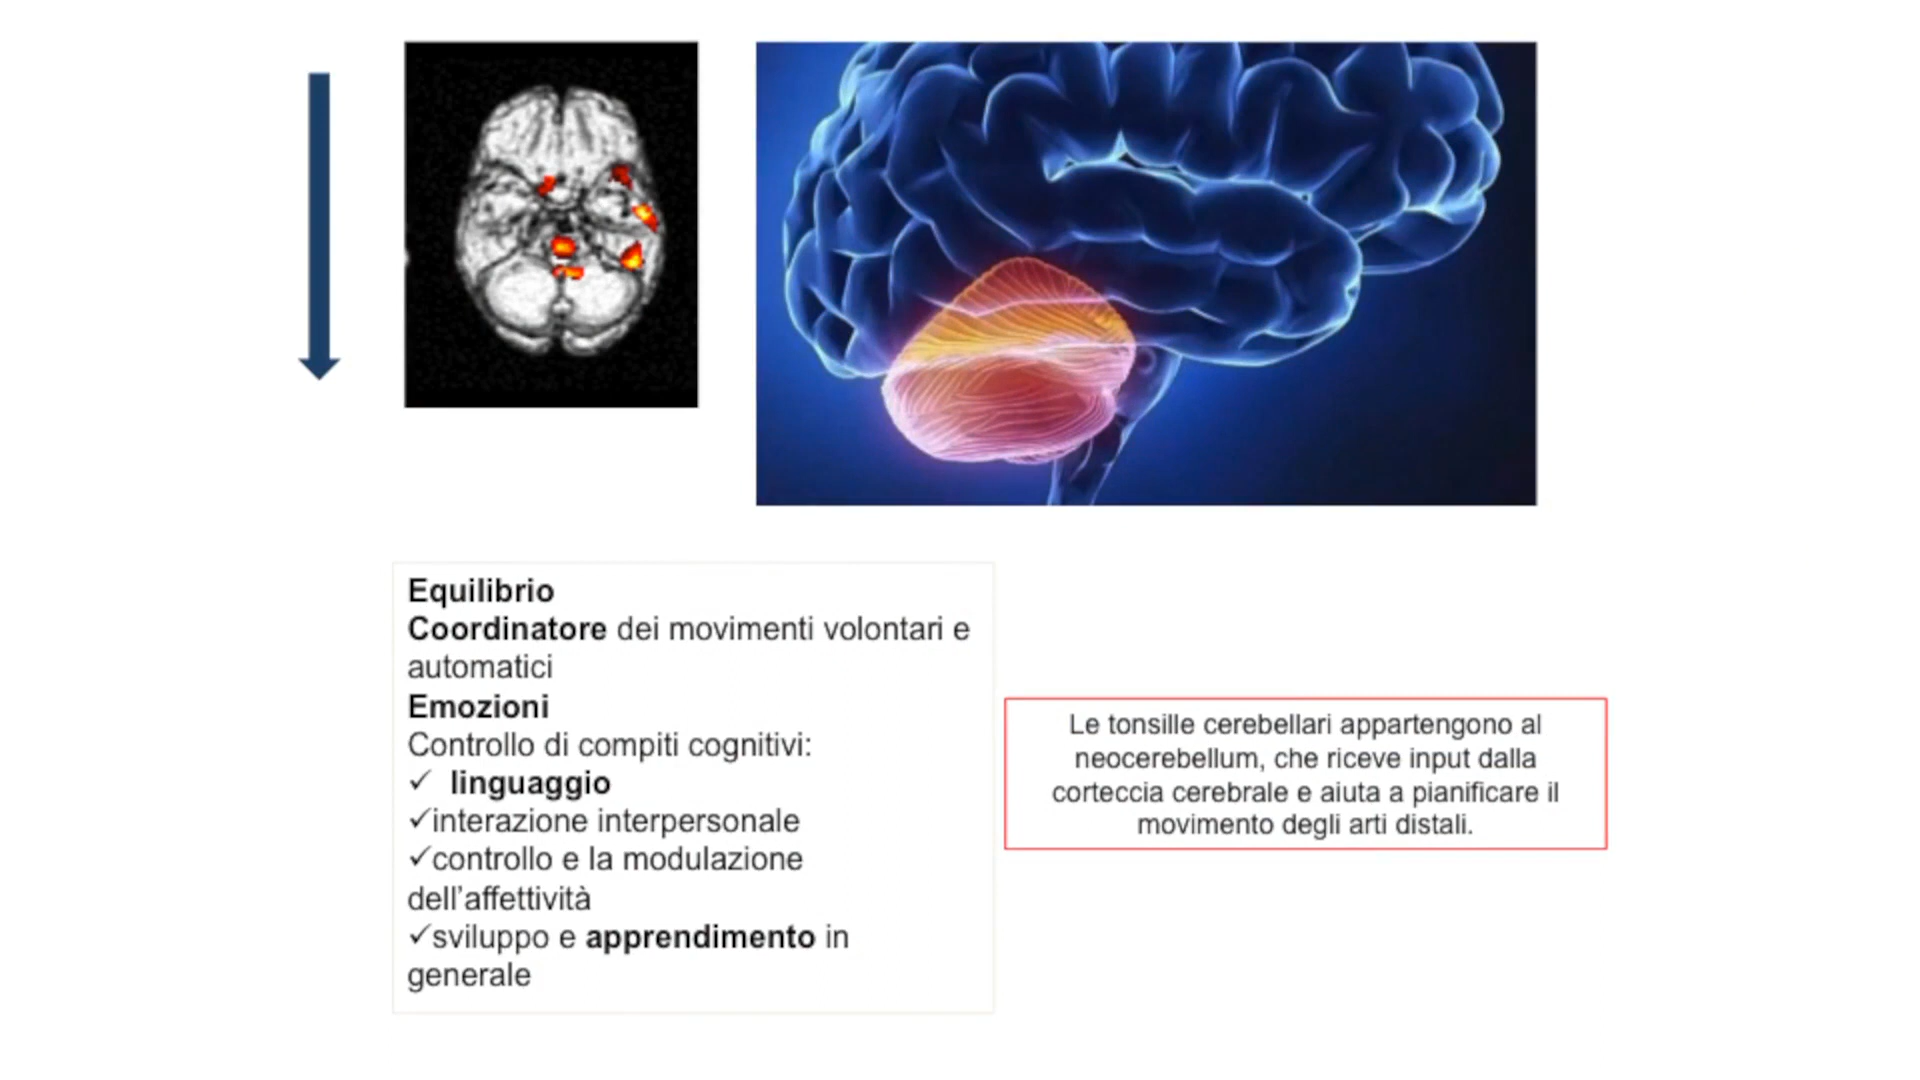 Equilibrio
Coordinatore dei movimenti volontari e
automatici
Emozioni
Controllo di compiti cognitivi:
✓ linguaggio
✓interazione interpersonale
✓controllo e la modulazione
dell'affettività
✓sviluppo e apprendimento in
generale
Le tonsille cerebellari appartengono al
neocerebellum, che riceve input dalla
corteccia cerebrale e aiuta a pianificare il
movimento degli arti distali.